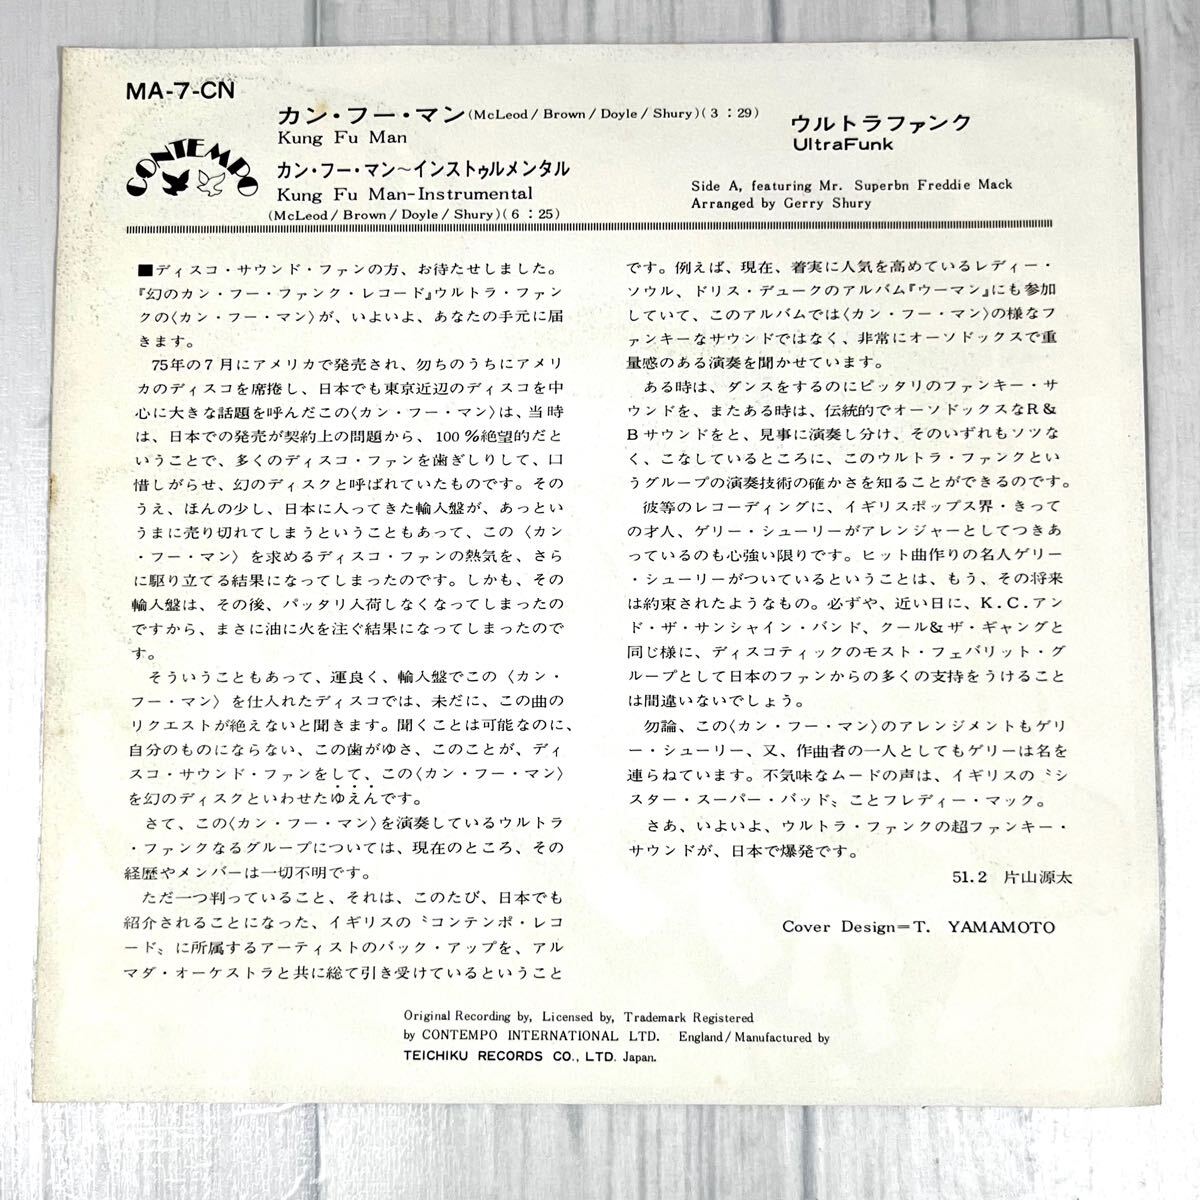 MA-7-CN
CONTEMPO
カン・フー・マン(McLeod/Brown/Doyle/Shury)(3:29)
Kung Fu Man
カン・フー・マン〜インストゥルメンタル
Kung Fu Man-Instrumental
(McLeod/Brown/Doyle/Shury)(6:25)
ウルトラファンク
UltraFunk
Side A, featuring Mr. Superbn Freddie Mack
Arranged by Gerry Shury
■ディスコ・サウンド・ファンの方、お待たせしました。
『幻のカン・フー・ファンク・レコード』ウルトラ・ファン
クの〈カン・フー・マン〉が、いよいよ、あなたの手元に届
きます。
75年の7月にアメリカで発売され、忽ちのうちにアメリ
カのディスコを席捲し、日本でも東京近辺のディスコを中
心に大きな話題を呼んだこの〈カン・フー・マン〉は、当時
は、日本での発売が契約上の問題から、100%絶望的だと
いうことで、多くのディスコ・ファンを歯ぎしりして、口
惜しがらせ、幻のディスクと呼ばれていたものです。その
うえ、ほんの少し、日本に入ってきた輸入盤が、あっとい
うまに売り切れてしまうということもあって、この〈カン
・フー・マン〉を求めるディスコ・ファンの熱気を、さら
に駆り立てる結果になってしまったのです。しかも、その
輸入盤は、その後、パッタリ入荷しなくなってしまったの
ですから、まさに油に火を注ぐ結果になってしまったので
す。
そういうこともあって、運良く、輸入盤でこの〈カン・
フー・マン〉を仕入れたディスコでは、未だに、この曲の
リクエストが絶えないと聞きます。聞くことは可能なのに、
自分のものにならない、この歯がゆさ、このことが、ディ
スコ・サウンド・ファンをして、この〈カン・フー・マン〉
を幻のディスクといわせたゆえんです。
さて、この〈カン・フー・マン〉を演奏しているウルトラ
・ファンクなるグループについては、現在のところ、その
経歴やメンバーは一切不明です。
ただ一つ判っていること、それは、このたび、日本でも
紹介されることになった、イギリスの〝コンテンポ・レコ
ード〟に所属するアーティストのバック・アップを、アル
マダ・オーケストラと共に総て引き受けているということ
です。例えば、現在、着実に人気を高めているレディー・
ソウル、ドリス・デュークのアルバム『ウーマン』にも参加
していて、このアルバムでは〈カン・フー・マン〉の様なフ
ァンキーなサウンドではなく、非常にオーソドックスで重
量感のある演奏を聞かせています。
ある時は、ダンスをするのにピッタリのファンキー・サ
ウンドを、またある時は、伝統的でオーソドックスなR&
Bサウンドをと、見事に演奏し分け、そのいずれもソツな
く、こなしているところに、このウルトラ・ファンクとい
うグループの演奏技術の確かさを知ることができるのです。
彼等のレコーディングに、イギリスポップス界・きって
の才人、ゲリー・シューリーがアレンジャーとしてつきあ
っているのも心強い限りです。ヒット曲作りの名人ゲリー
・シューリーがついているということは、もう、その将来
は約束されたようなもの。必ずや、近い日に、K.C.アン
ド・ザ・サンシャイン・バンド、クール&ザ・ギャングと
同じ様に、ディスコティックのモスト・フェバリット・グ
ループとして日本のファンからの多くの支持をうけること
は間違いないでしょう。
勿論、この〈カン・フー・マン〉のアレンジメントもゲリ
ー・シューリー、又、作曲者の一人としてもゲリーは名を
連らねています。不気味なムードの声は、イギリスの〝シ
スター・スーパー・バッド〟ことフレディー・マック。
さあ、いよいよ、ウルトラ・ファンクの超ファンキー・
サウンドが、日本で爆発です。
51.2 片山源太
Cover Design=T. YAMAMOTO
Original Recording by, Licensed by, Trademark Registered
by CONTEMPO INTERNATIONAL LTD. England/Manufactured by
TEICHIKU RECORDS CO., LTD. Japan.